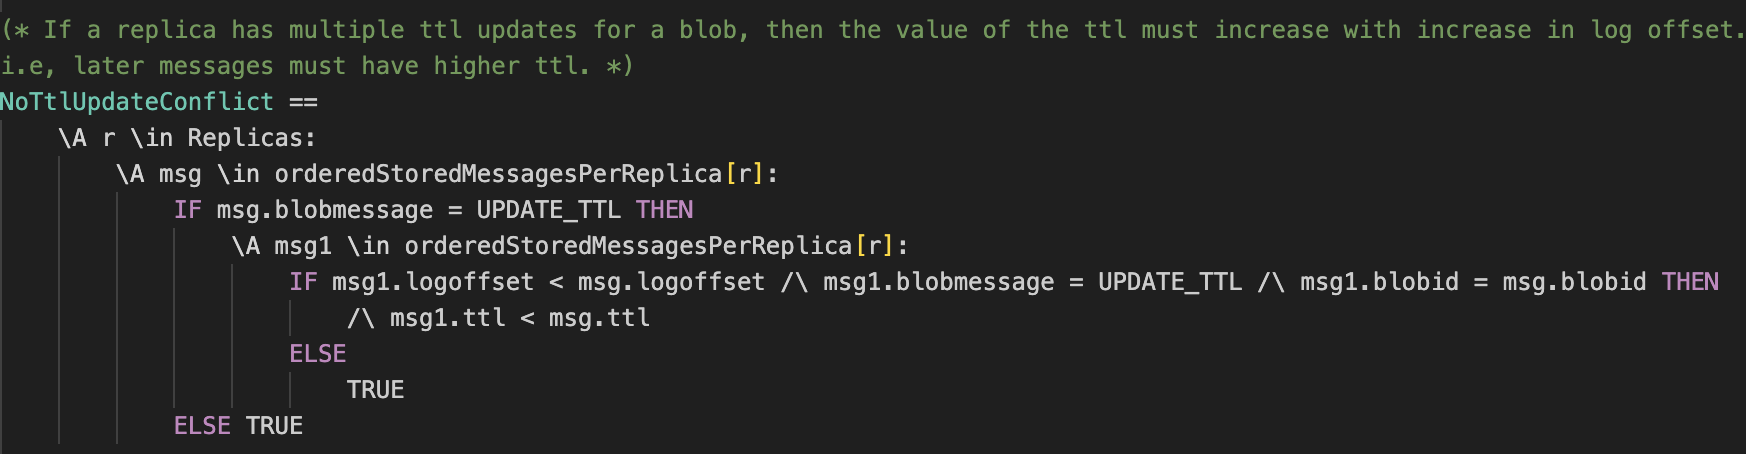 (* If a replica has multiple ttl updates for a blob, then the value of the ttl must increase with increase in log offset.
i.e, later messages must have higher ttl. *)
NoTtlUpdateConflict ==
    \A r \in Replicas:
        \A msg \in orderedStoredMessagesPerReplica[r]:
            IF msg.blobmessage = UPDATE_TTL THEN
                \A msg1 \in orderedStoredMessagesPerReplica[r]:
                    IF msg1.logoffset < msg.logoffset /\ msg1.blobmessage = UPDATE_TTL /\ msg1.blobid = msg.blobid THEN
                        /\ msg1.ttl < msg.ttl
                    ELSE
                        TRUE
            ELSE TRUE